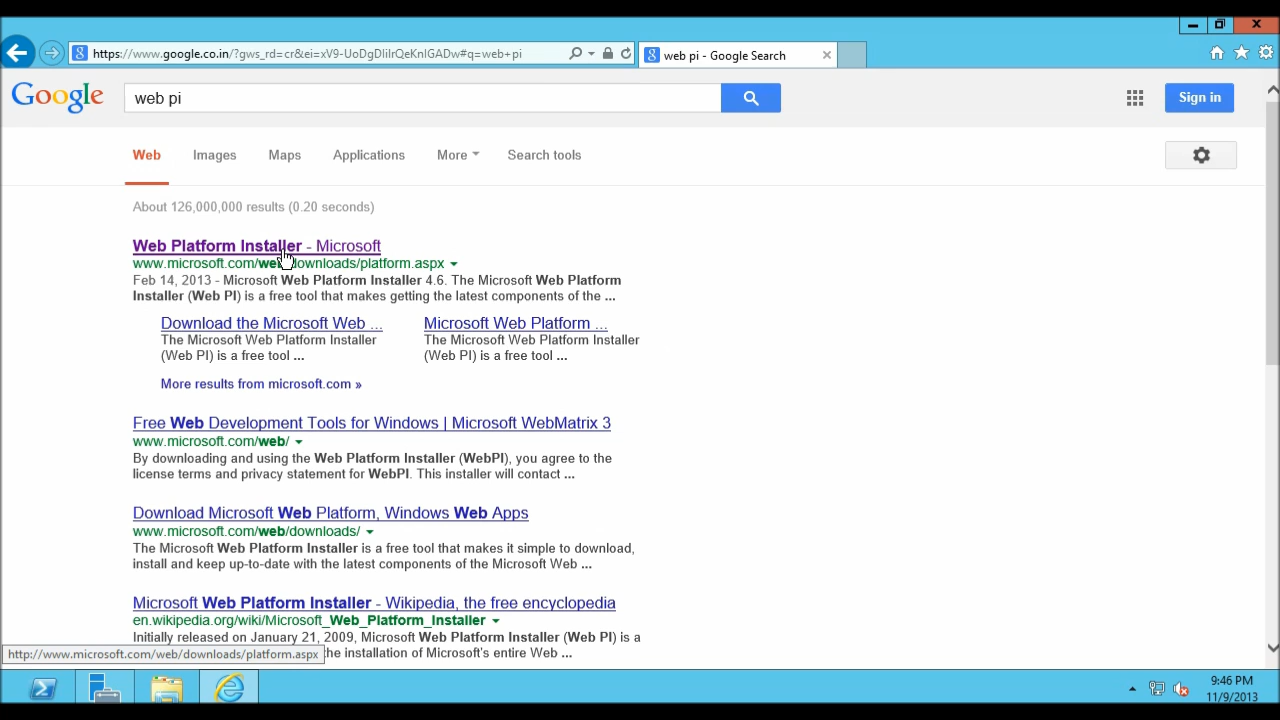 https://www.google.co.in/?gws_rd=cr&ei=xV9-UoDgDlilrQeKnlGADw#q=web+pi
web pi - Google Search
Google
web pi
Sign in
Web Images Maps Applications More Search tools
About 126,000,000 results (0.20 seconds)
Web Platform Installer - Microsoft
www.microsoft.com/web/downloads/platform.aspx
Feb 14, 2013 - Microsoft Web Platform Installer 4.6. The Microsoft Web Platform
Installer (Web PI) is a free tool that makes getting the latest components of the ...
Download the Microsoft Web ... Microsoft Web Platform ...
The Microsoft Web Platform Installer The Microsoft Web Platform Installer
(Web PI) is a free tool ... (Web PI) is a free tool ...
More results from microsoft.com »
Free Web Development Tools for Windows | Microsoft WebMatrix 3
www.microsoft.com/web/
By downloading and using the Web Platform Installer (WebPI), you agree to the
license terms and privacy statement for WebPI. This installer will contact ...
Download Microsoft Web Platform, Windows Web Apps
www.microsoft.com/web/downloads/
The Microsoft Web Platform Installer is a free tool that makes it simple to download,
install and keep up-to-date with the latest components of the Microsoft Web ...
Microsoft Web Platform Installer - Wikipedia, the free encyclopedia
en.wikipedia.org/wiki/Microsoft_Web_Platform_Installer
Initially released on January 21, 2009, Microsoft Web Platform Installer (Web PI) is a
http://www.microsoft.com/web/downloads/platform.aspx the installation of Microsoft's entire Web ...
9:46 PM
11/9/2013